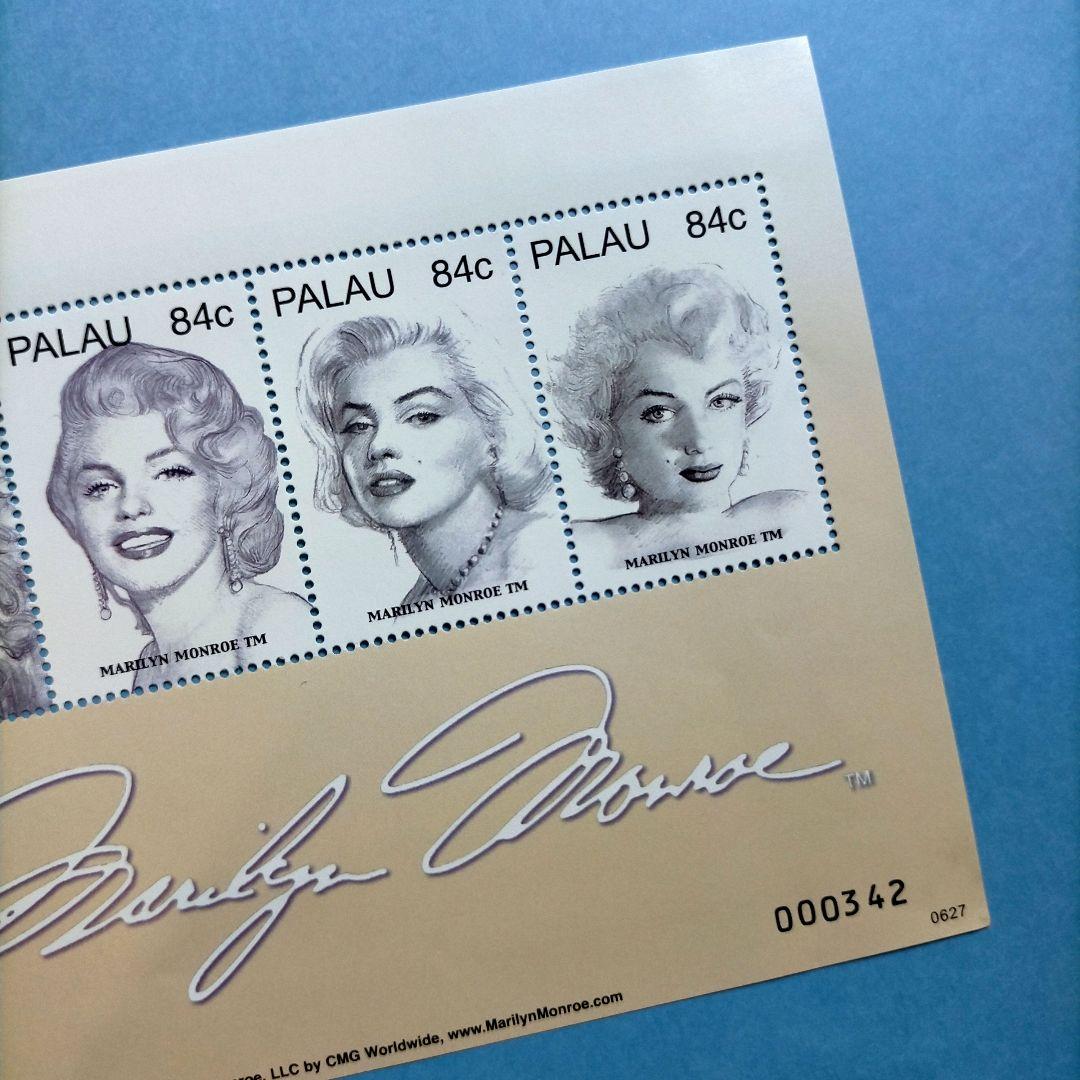 PALAU 84c
MARILYN MONROE TM
PALAU 84c
MARILYN MONROE TM
PALAU 84c
MARILYN MONROE TM
Marilyn Monroe TM
000342
0627
LLC by CMG Worldwide, www.MarilynMonroe.com